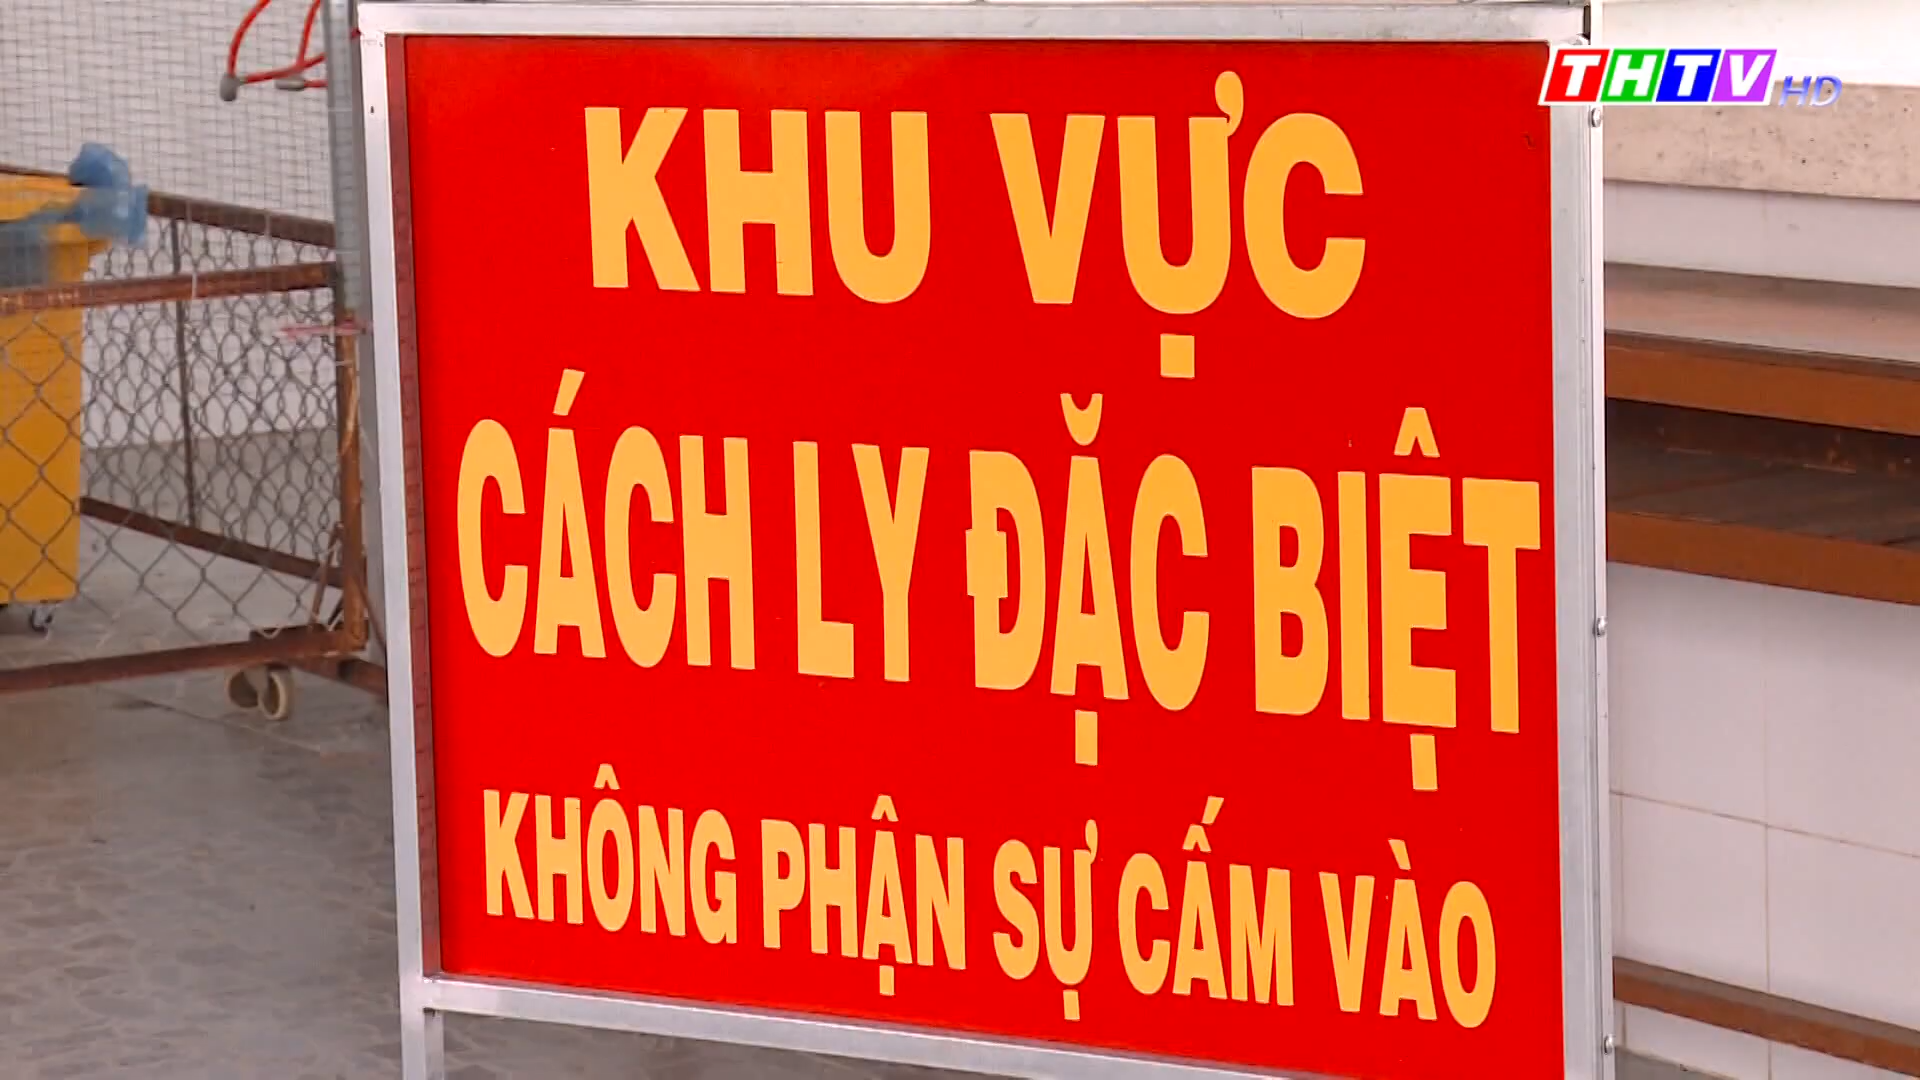 THTV HD
KHU VỰC
CÁCH LY ĐẶC BIỆT
KHÔNG PHẬN SỰ CẤM VÀO